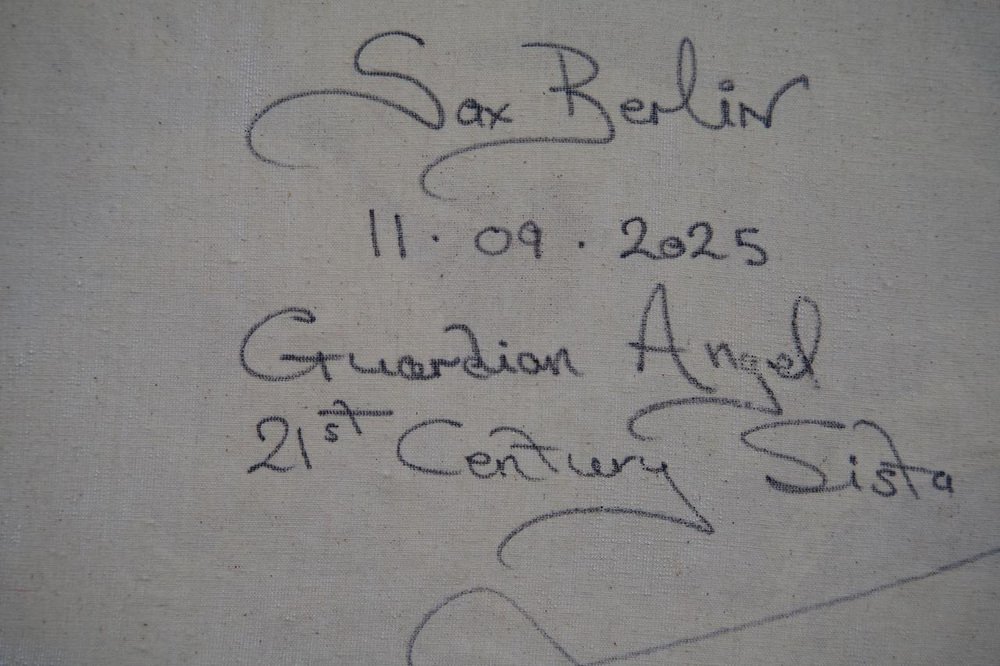 Sax Berlin
11.09.2025
Guardian Angel
21st Century Sista